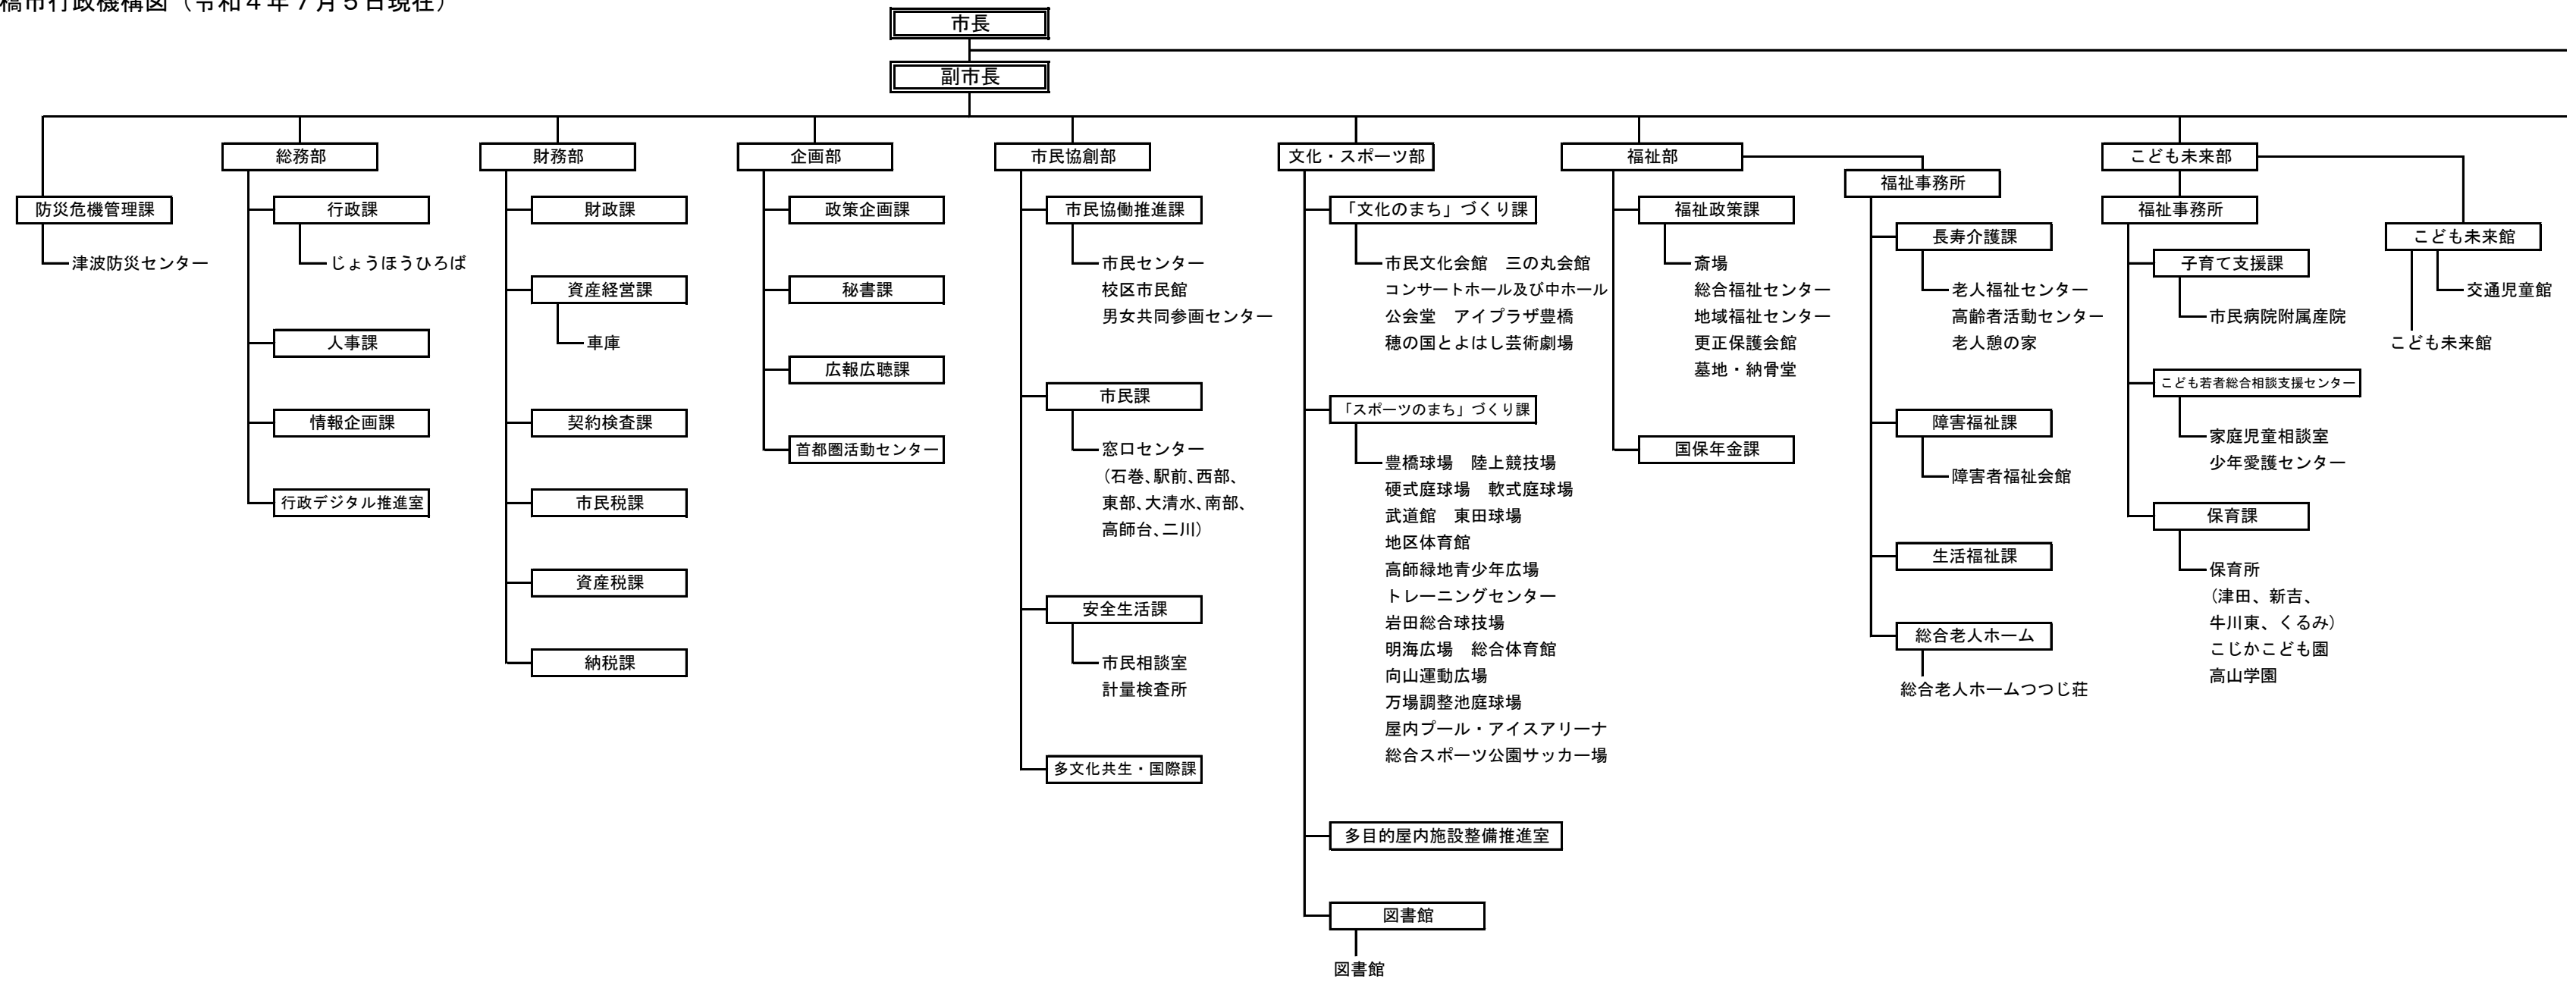 橋市行政機構図（令和４年７月５日現在）
市長
副市長
防災危機管理課
津波防災センター
総務部
行政課
じょうほうひろば
人事課
情報企画課
行政デジタル推進室
財務部
財政課
資産経営課
車庫
契約検査課
市民税課
資産税課
納税課
企画部
政策企画課
秘書課
広報広聴課
首都圏活動センター
市民協創部
市民協働推進課
市民センター
校区市民館
男女共同参画センター
市民課
窓口センター
（石巻、駅前、西部、
東部、大清水、南部、
高師台、二川）
安全生活課
市民相談室
計量検査所
多文化共生・国際課
文化・スポーツ部
「文化のまち」づくり課
市民文化会館　三の丸会館
コンサートホール及び中ホール
公会堂　アイプラザ豊橋
穂の国とよはし芸術劇場
「スポーツのまち」づくり課
豊橋球場　陸上競技場
硬式庭球場　軟式庭球場
武道館　東田球場
地区体育館
高師緑地青少年広場
トレーニングセンター
岩田総合球技場
明海広場　総合体育館
向山運動広場
万場調整池庭球場
屋内プール・アイスアリーナ
総合スポーツ公園サッカー場
多目的屋内施設整備推進室
図書館
図書館
福祉部
福祉政策課
斎場
総合福祉センター
地域福祉センター
更正保護会館
墓地・納骨堂
国保年金課
福祉事務所
長寿介護課
老人福祉センター
高齢者活動センター
老人憩の家
障害福祉課
障害者福祉会館
生活福祉課
総合老人ホーム
総合老人ホームつつじ荘
こども未来部
福祉事務所
子育て支援課
市民病院附属産院
こども若者総合相談支援センター
家庭児童相談室
少年愛護センター
保育課
保育所
（津田、新吉、
牛川東、くるみ）
こじかこども園
高山学園
こども未来館
交通児童館
こども未来館